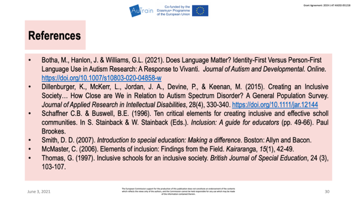 Train
Co-funded by the
Erasmus+ Programme
of the European Union
References
• Botha, M., Hanlon, J. & Williams, G.L. (2021). Does Language Matter? Identity-First Versus Person-First
Language Use in Autism Research: A Response to Vivanti. Journal of Autism and Developmental. Online.
https://doi.org/10.1007/s10803-020-04858-w
• Dillenburger, K., McKerr, L., Jordan, J. A., Devine, P., & Keenan, M. (2015). Creating an Inclusive
Society… How Close are We in Relation to Autism Spectrum Disorder? A General Population Survey.
Journal of Applied Research in Intellectual Disabilities, 28(4), 330-340. https://doi.org/10.1111/jar.12144
• Schaffner C.B. & Buswell, B.E. (1996). Ten critical elements for creating inclusive and effective scholl
communities. In S. Stainback & W. Stainback (Eds.). Inclusion: A guide for educators (pp. 49-66). Paul
Brookes.
• Smith, D. D. (2007). Introduction to special education: Making a difference. Boston: Allyn and Bacon.
• McMaster, C. (2006). Elements of inclusion: Findings from the Field. Kairaranga, 15(1), 42-49.
• Thomas, G. (1997). Inclusive schools for an inclusive society. British Journal of Special Education, 24 (3),
103-107.
June 3, 2021